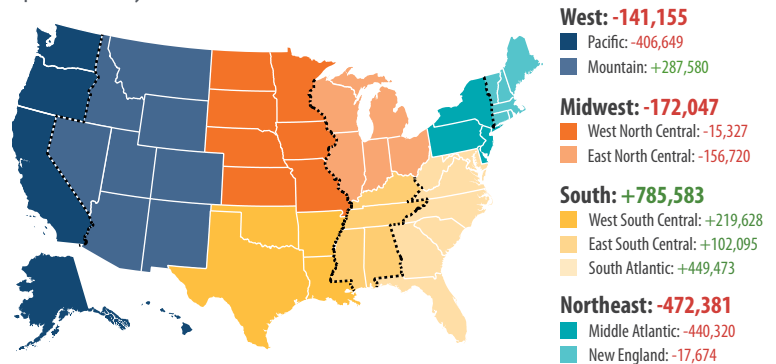 West: -141,155
Pacific: -406,649
Mountain: +287,580
Midwest: -172,047
West North Central: -15,327
East North Central: -156,720
South: +785,583
West South Central: +219,628
East South Central: +102,095
South Atlantic: +449,473
Northeast: -472,381
Middle Atlantic: -440,320
New England: -17,674